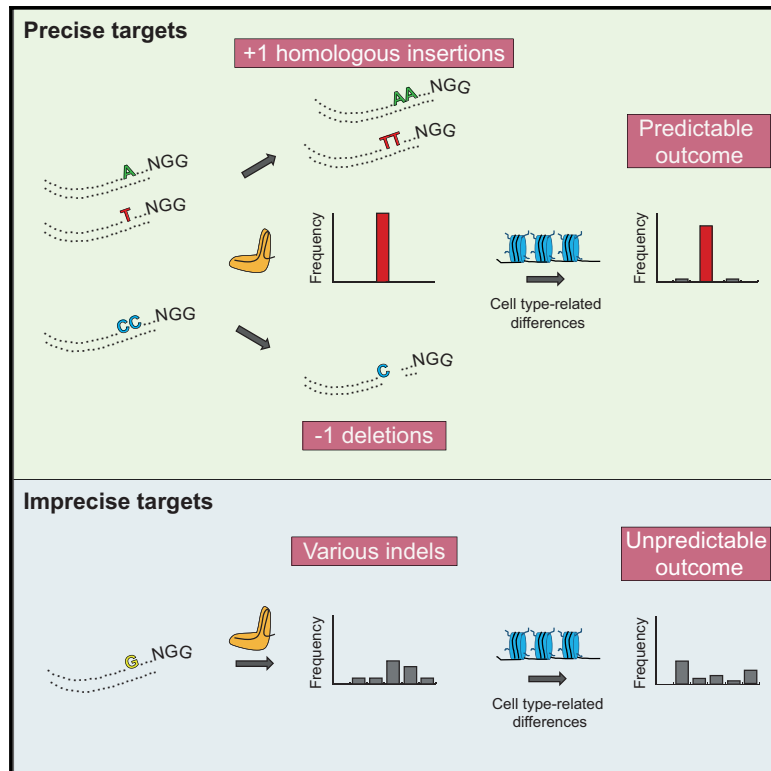 Precise targets
+1 homologous insertions
AA NGG
TT NGG
A NGG
T NGG
Predictable
outcome
Frequency
Cell type-related
differences
Frequency
CC NGG
C NGG
-1 deletions
Imprecise targets
Various indels
Unpredictable
outcome
G NGG
Frequency
Cell type-related
differences
Frequency